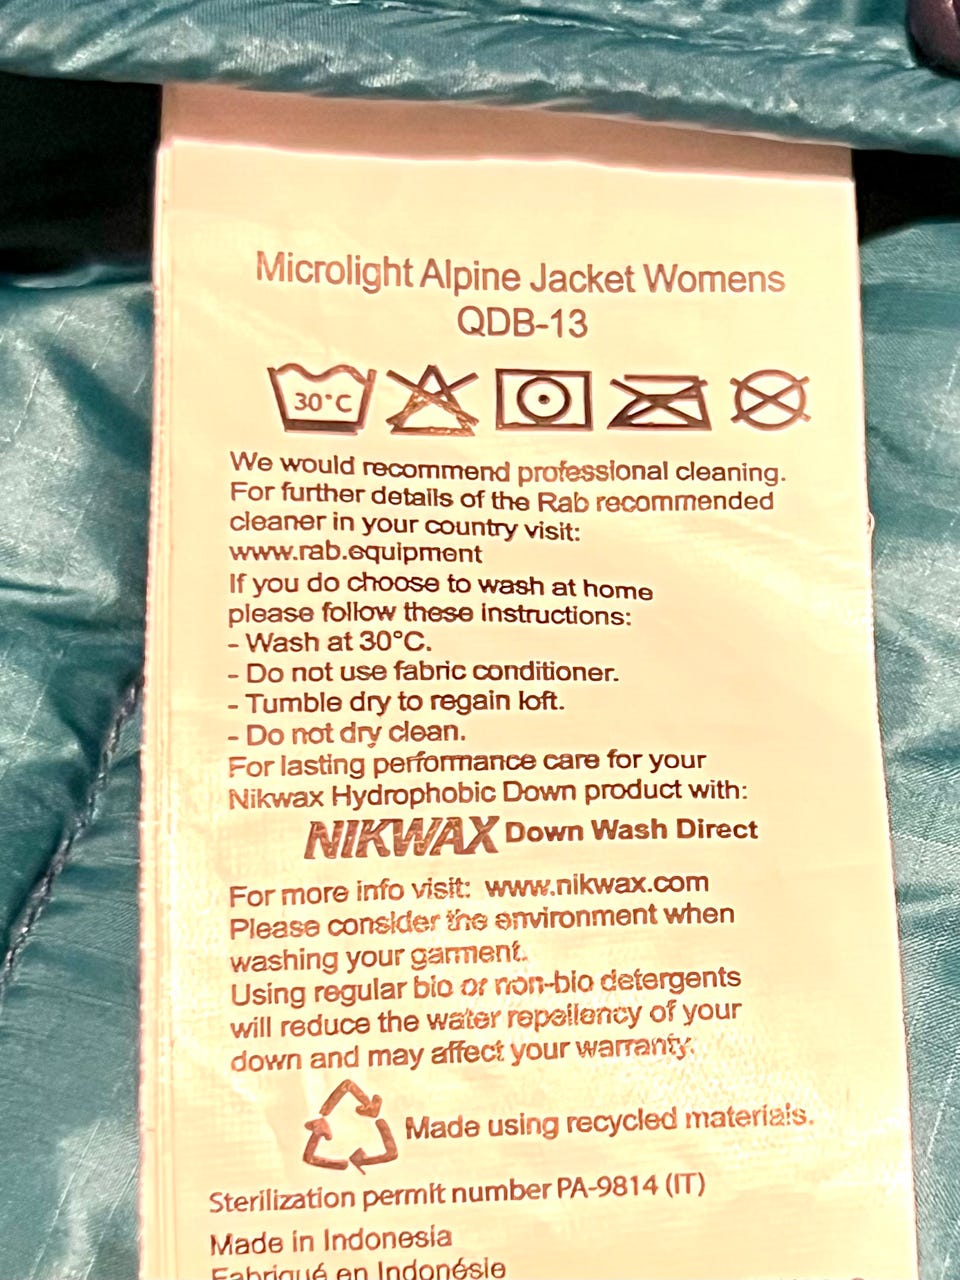 Microlight Alpine Jacket Womens
QDB-13
30°C
We would recommend professional cleaning.
For further details of the Rab recommended
cleaner in your country visit:
www.rab.equipment
If you do choose to wash at home
please follow these instructions:
- Wash at 30°C.
- Do not use fabric conditioner.
- Tumble dry to regain loft.
- Do not dry clean.
For lasting performance care for your
Nikwax Hydrophobic Down product with:
NIKWAX Down Wash Direct
For more info visit: www.nikwax.com
Please consider the environment when
washing your garment.
Using regular bio or non-bio detergents
will reduce the water repellency of your
down and may affect your warranty.
Made using recycled materials.
Sterilization permit number PA-9814 (IT)
Made in Indonesia
Fabriqué en Indonésie